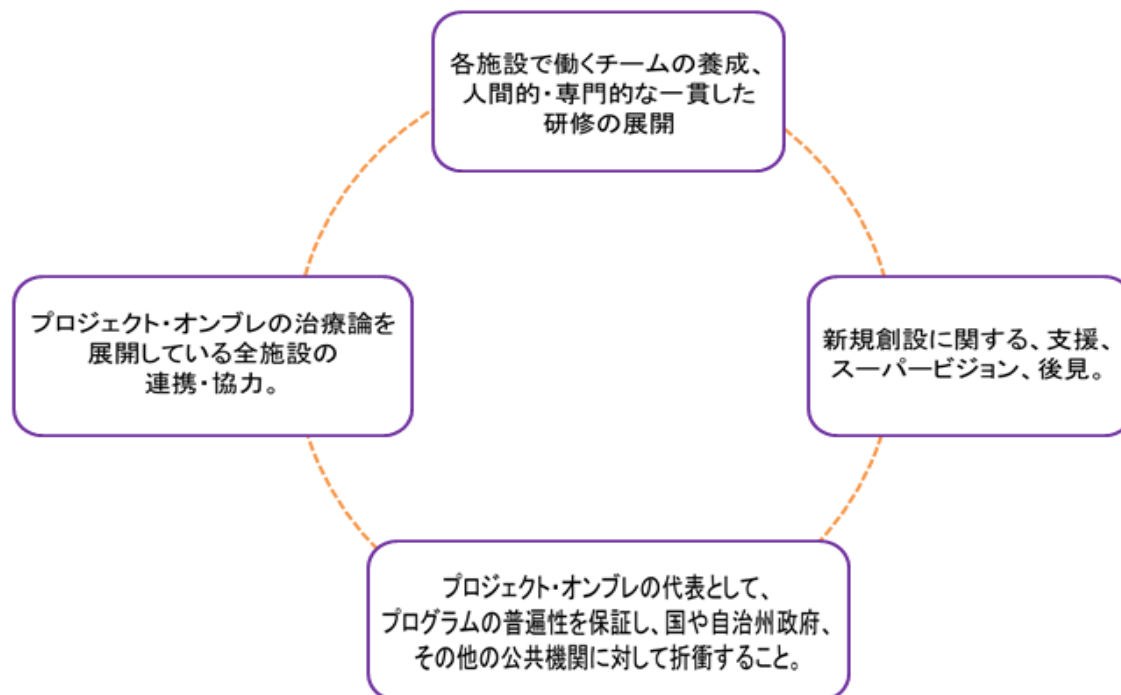 各施設で働くチームの養成、
人間的・専門的な一貫した
研修の展開
プロジェクト・オンブレの治療論を
展開している全施設の
連携・協力。
新規創設に関する、支援、
スーパービジョン、後見。
プロジェクト・オンブレの代表として、
プログラムの普遍性を保証し、国や自治州政府、
その他の公共機関に対して折衝すること。